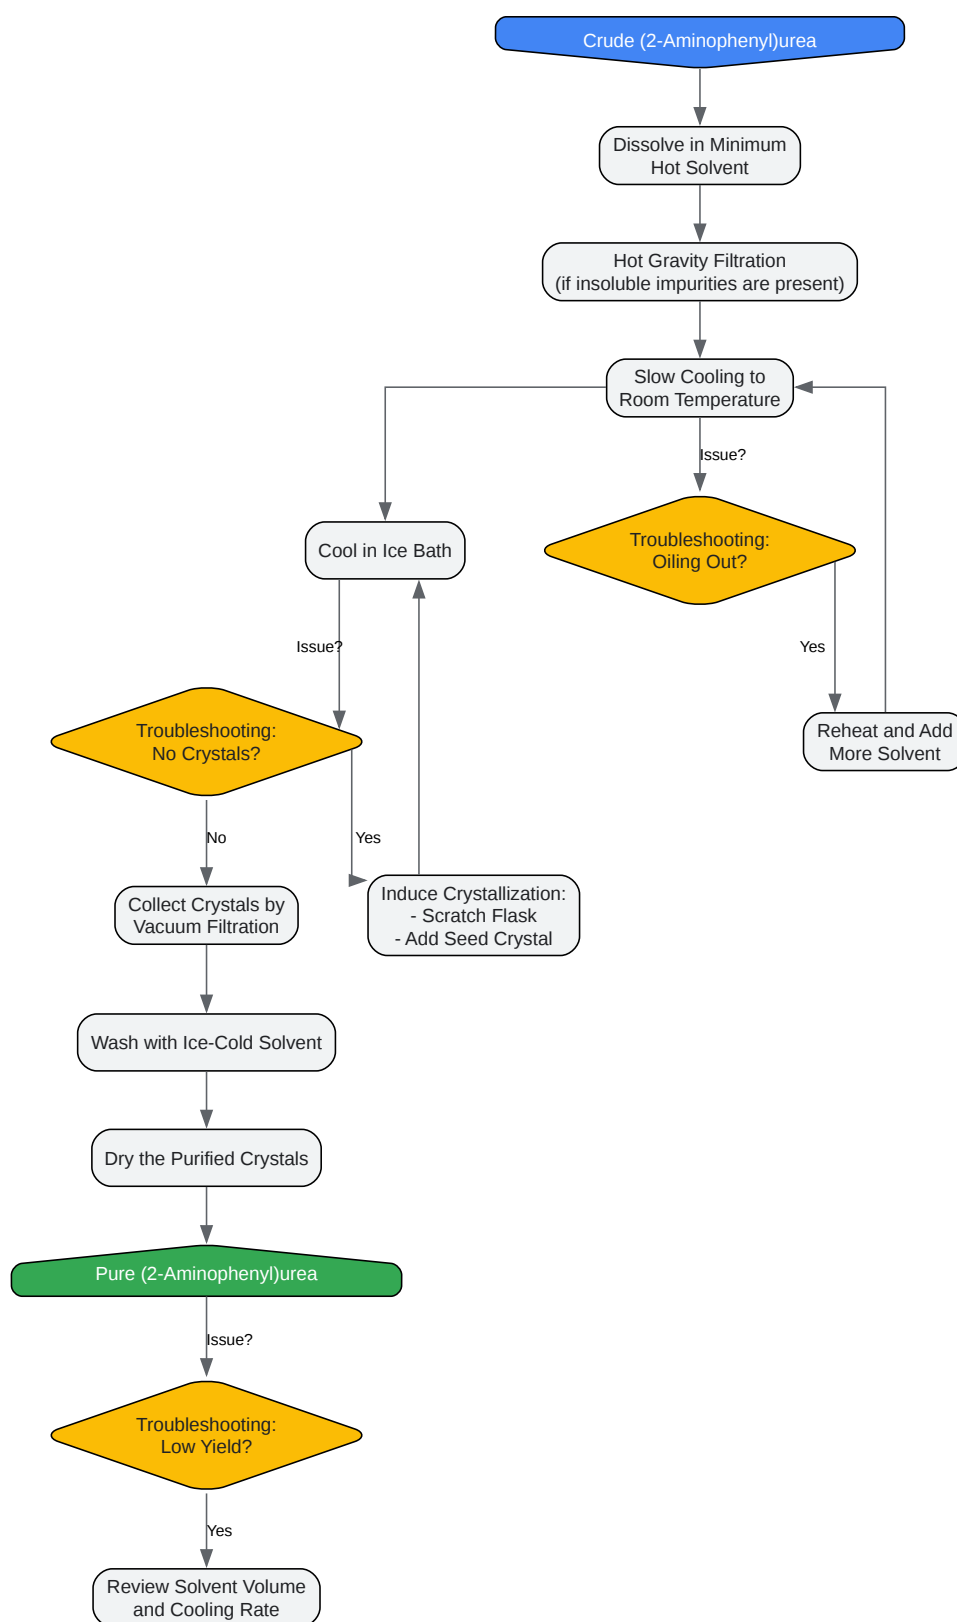 Crude (2-Aminophenyl)urea
Dissolve in Minimum
Hot Solvent
Hot Gravity Filtration
(if insoluble impurities are present)
Slow Cooling to
Room Temperature
Issue?
Troubleshooting:
Oiling Out?
Cool in Ice Bath
Issue?
Yes
Troubleshooting:
No Crystals?
Reheat and Add
More Solvent
No
Yes
Collect Crystals by
Vacuum Filtration
Induce Crystallization:
- Scratch Flask
- Add Seed Crystal
Wash with Ice-Cold Solvent
Dry the Purified Crystals
Pure (2-Aminophenyl)urea
Issue?
Troubleshooting:
Low Yield?
Yes
Review Solvent Volume
and Cooling Rate